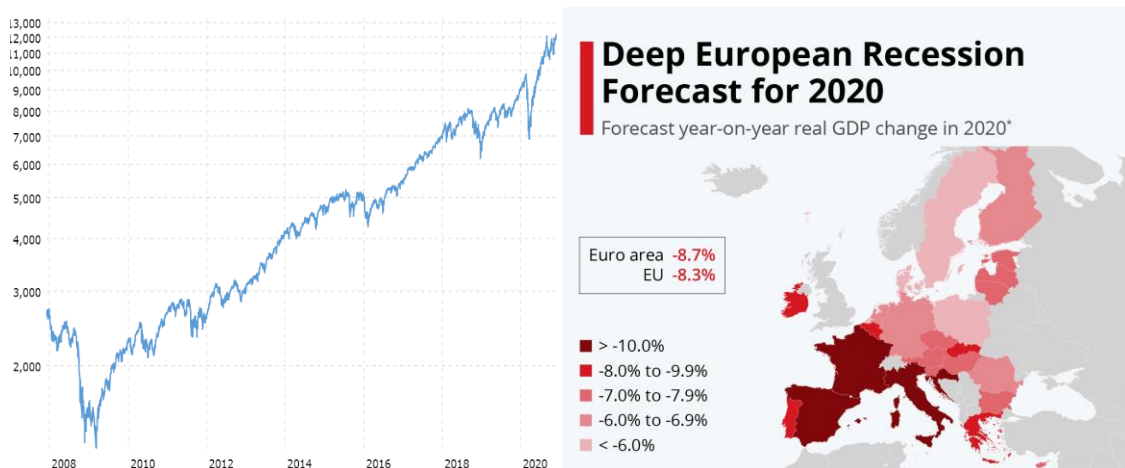 13,000
12,000
11,000
10,000
9,000
8,000
7,000
6,000
5,000
4,000
3,000
2,000
2008 2010 2012 2014 2016 2018 2020
Deep European Recession
Forecast for 2020
Forecast year-on-year real GDP change in 2020*
Euro area -8.7%
EU -8.3%
> -10.0%
-8.0% to -9.9%
-7.0% to -7.9%
-6.0% to -6.9%
< -6.0%